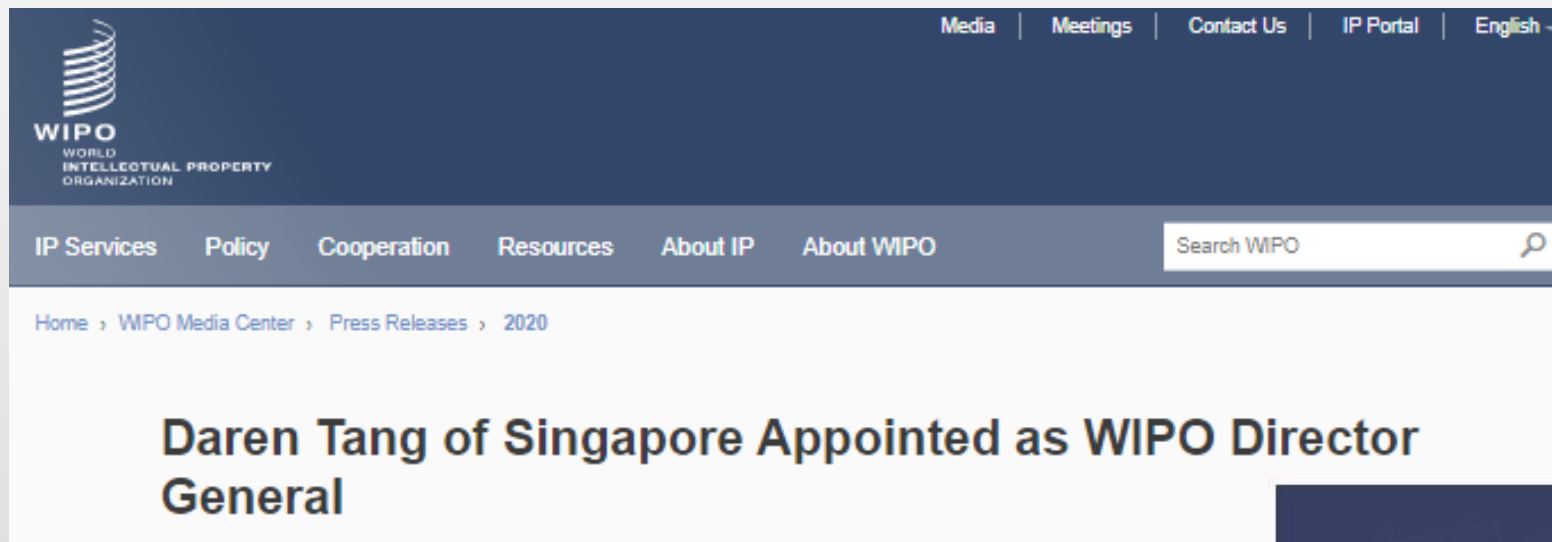 Media | Meetings | Contact Us | IP Portal | English
WIPO
WORLD
INTELLECTUAL PROPERTY
ORGANIZATION
IP Services Policy Cooperation Resources About IP About WIPO Search WIPO
Home › WIPO Media Center › Press Releases › 2020
Daren Tang of Singapore Appointed as WIPO Director
General